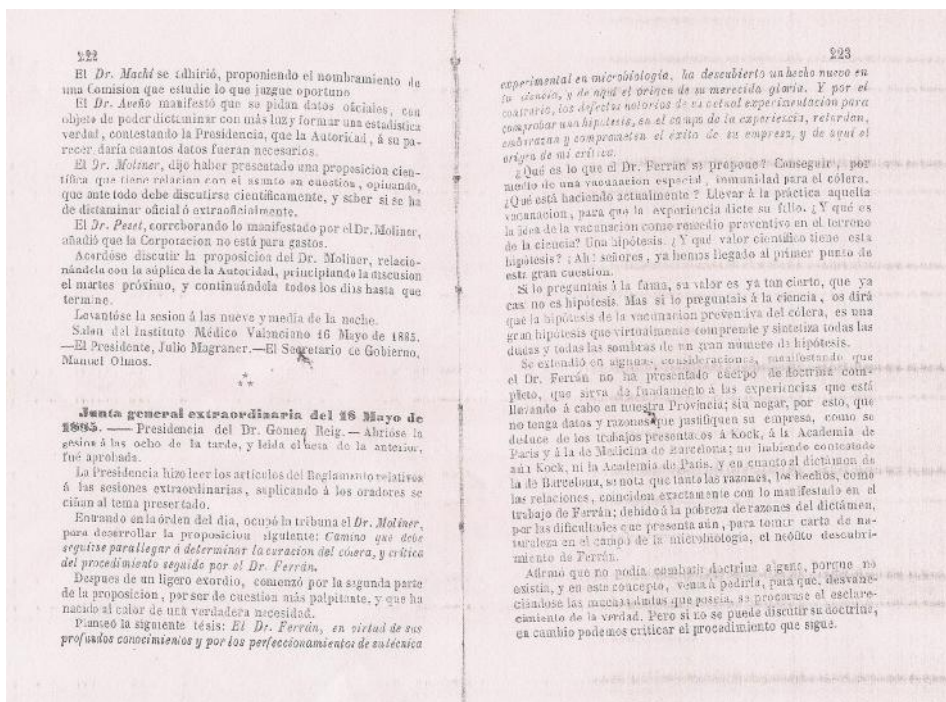 222
El Dr. Machí se adhirió, proponiendo el nombramiento de
una Comision que estudie lo que juzgue oportuno
El Dr. Aveño manifestó que se pidan datos oficiales, con
objeto de poder dictaminar con más luz y formar una estadística
verdad, contestando la Presidencia, que la Autoridad, á su pa-
recer daría cuantos datos fueran necesarios.
El Dr. Moliner, dijo haber presentado una proposicion cien-
tífica que tiene relacion con el asunto en cuestion, opinando,
que ante todo debe discutirse científicamente, y saber si se ha
de dictaminar oficial ó extraoficialmente.
El Dr. Peset, corroborando lo manifestado por el Dr. Moliner,
añadió que la Corporacion no está para gastos.
Acordóse discutir la proposicion del Dr. Moliner, relacio-
nándola con la súplica de la Autoridad, principiando la discusion
el martes próximo, y continuándola todos los dias hasta que
termine.
Levantóse la sesion á las nueve y media de la noche.
Salon del Instituto Médico Valenciano 16 Mayo de 1885.
—El Presidente, Julio Magraner.—El Secretario de Gobierno,
Manuel Olmos.
***
Junta general extraordinaria del 18 Mayo de
1885. —— Presidencia del Dr. Gomez Reig.— Abrióse la
sesion á las ocho de la tarde, y leida el acta de la anterior,
fué aprobada.
La Presidencia hizo leer los artículos del Reglamento relativos
á las sesiones extraordinarias, suplicando á los oradores se
ciñan al tema presentado.
Entrando en la órden del dia, ocupó la tribuna el Dr. Moliner,
para desarrollar la proposicion siguiente: Camino que debe
seguirse para llegar á determinar la curacion del cólera, y crítica
del procedimiento seguido por el Dr. Ferrán.
Despues de un ligero exordio, comenzó por la segunda parte
de la proposicion, por ser de cuestion más palpitante, y que ha
nacido al calor de una verdadera necesidad.
Planteó la siguiente tésis: El Dr. Ferrán, en virtud de sus
profundos conocimientos y por los perfeccionamientos de su técnica
223
experimental en microbiología, ha descubierto un hecho nuevo en
la ciencia, y de aquí el orígen de su merecida gloria. Y por el
contrario, los defectos notorios de su actual experimentacion para
comprobar una hipótesis, en el campo de la experiencia, retardan,
embarazan y comprometen el éxito de su empresa, y de aquí el
orígen de mi crítica.
¿Qué es lo que el Dr. Ferrán se propone? Conseguir, por
medio de una vacunacion especial, inmunidad para el cólera.
¿Qué está haciendo actualmente? Llevar á la práctica aquella
vacunacion, para que la experiencia dicte su fallo. ¿Y qué es
la idea de la vacunacion como remedio preventivo en el terreno
de la ciencia? Una hipótesis. ¿Y qué valor científico tiene esta
hipótesis? ¡Ah! señores, ya hemos llegado al primer punto de
esta gran cuestion.
Si lo preguntais á la fama, su valor es ya tan cierto, que ya
casi no es hipótesis. Mas si lo preguntais á la ciencia, os dirá
que la hipótesis de la vacunacion preventiva del cólera, es una
gran hipótesis que virtualmente comprende y sintetiza todas las
dudas y todas las sombras de un gran número de hipótesis.
Se extendió en algunas consideraciones, manifestando que
el Dr. Ferrán no ha presentado cuerpo de doctrina com-
pleto, que sirva de fundamento á las experiencias que está
llevando á cabo en nuestra Provincia; sin negar, por esto, que
no tenga datos y razones que justifiquen su empresa, como se
deduce de los trabajos presentados á Kock, á la Academia de
Paris y á la de Medicina de Barcelona; no habiendo contestado
aún Kock, ni la Academia de Paris, y en cuanto al dictámen de
la de Barcelona, se nota que tanto las razones, los hechos, como
las relaciones, coinciden exactamente con lo manifestado en el
trabajo de Ferrán; debido á la pobreza de razones del dictámen,
por las dificultades que presenta aún, para tomar carta de na-
turaleza en el campo de la microbiología, el neófito descubri-
miento de Ferrán.
Afirmó que no podia combatir doctrina alguna, porque no
existia, y en este concepto, venia á pedirla, para que, desvane-
ciéndose las dudas que poseia, se procurase el esclare-
cimiento de la verdad. Pero si no se puede discutir su doctrina,
en cambio podemos criticar el procedimiento que sigue.